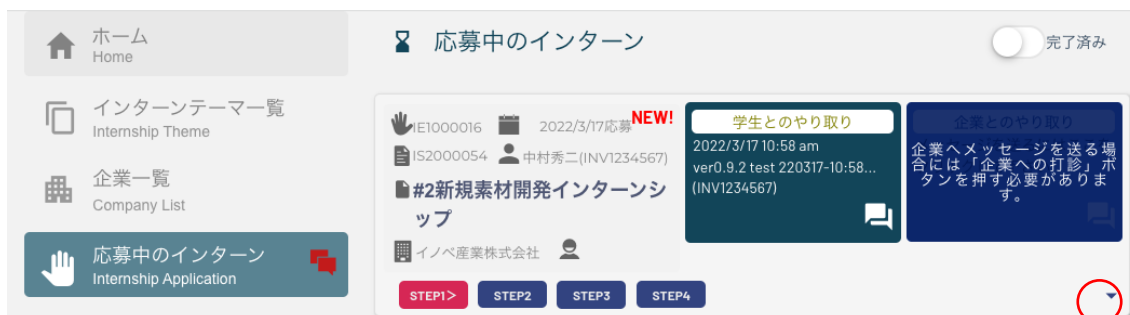 ホーム
Home
インターンテーマ一覧
Internship Theme
企業一覧
Company List
応募中のインターン
Internship Application
応募中のインターン
完了済み
IE1000016 2022/3/17応募 NEW!
IS2000054 中村秀二(INV1234567)
#2新規素材開発インターンシ
ップ
イノベ産業株式会社
STEP1> STEP2 STEP3 STEP4
学生とのやり取り
2022/3/17 10:58 am
ver0.9.2 test 220317-10:58...
(INV1234567)
企業とのやり取り
企業へメッセージを送る場
合には「企業への打診」ボ
タンを押す必要がありま
す。